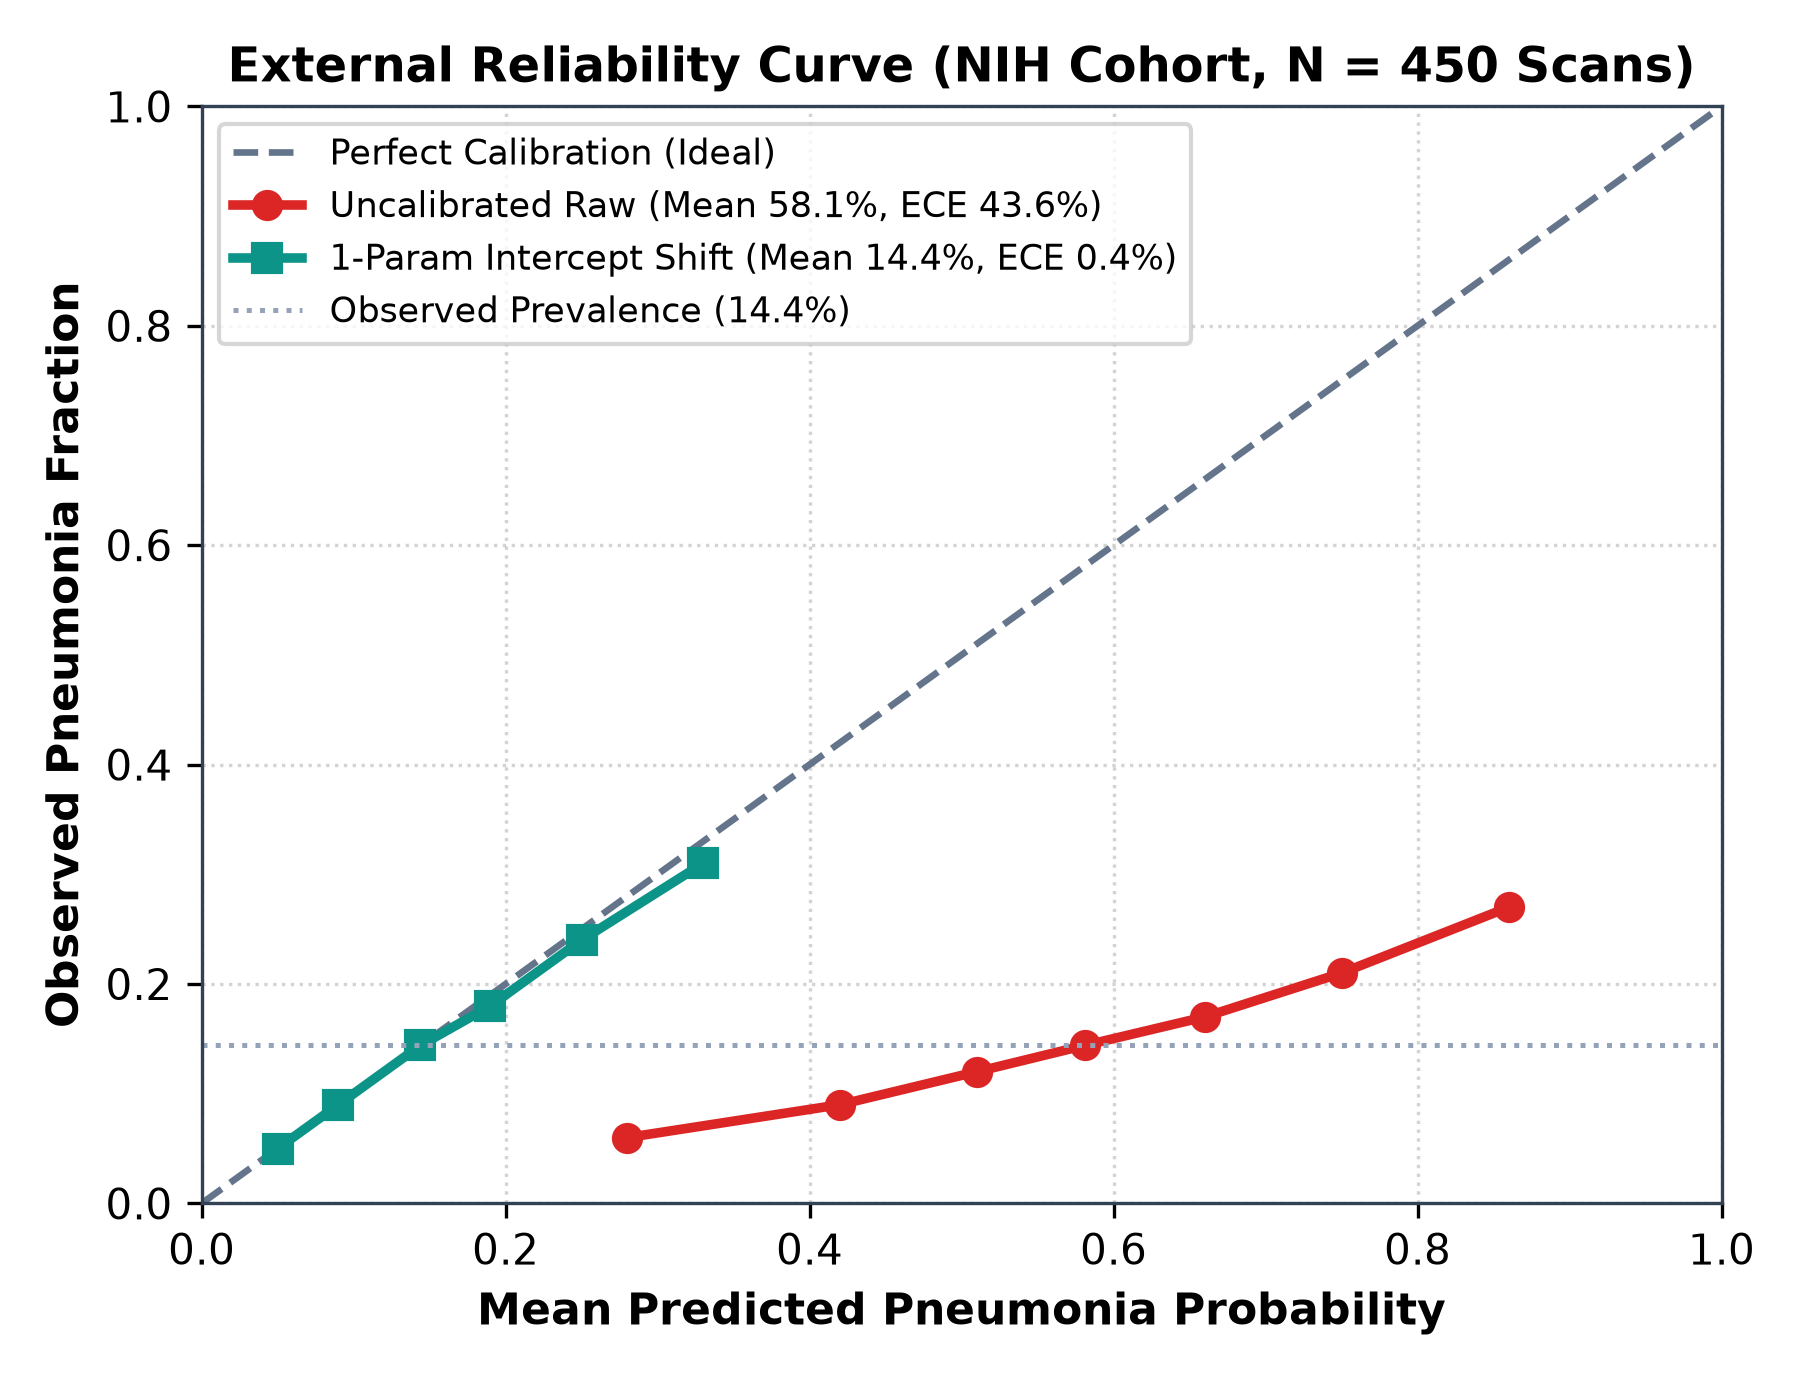 External Reliability Curve (NIH Cohort, N = 450 Scans)
Perfect Calibration (Ideal)
Uncalibrated Raw (Mean 58.1%, ECE 43.6%)
1-Param Intercept Shift (Mean 14.4%, ECE 0.4%)
Observed Prevalence (14.4%)
Observed Pneumonia Fraction
1.0
0.8
0.6
0.4
0.2
0.0
0.0 0.2 0.4 0.6 0.8 1.0
Mean Predicted Pneumonia Probability